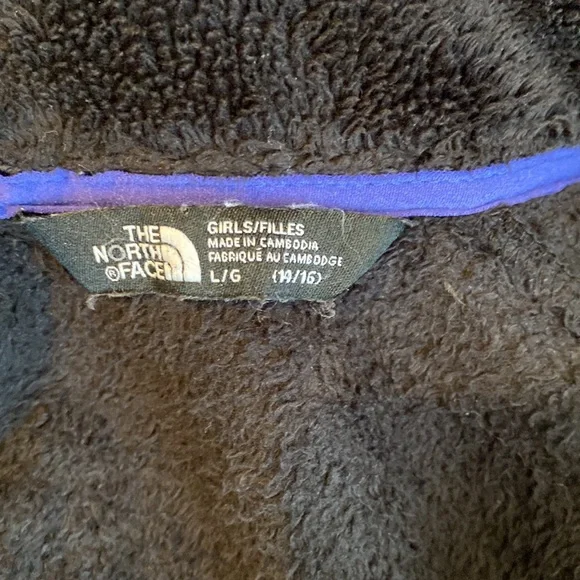 THE
NORTH
®FACE
GIRLS/FILLES
MADE IN CAMBODIA
FABRIQUE AU CAMBODGE
L/G (14/16)